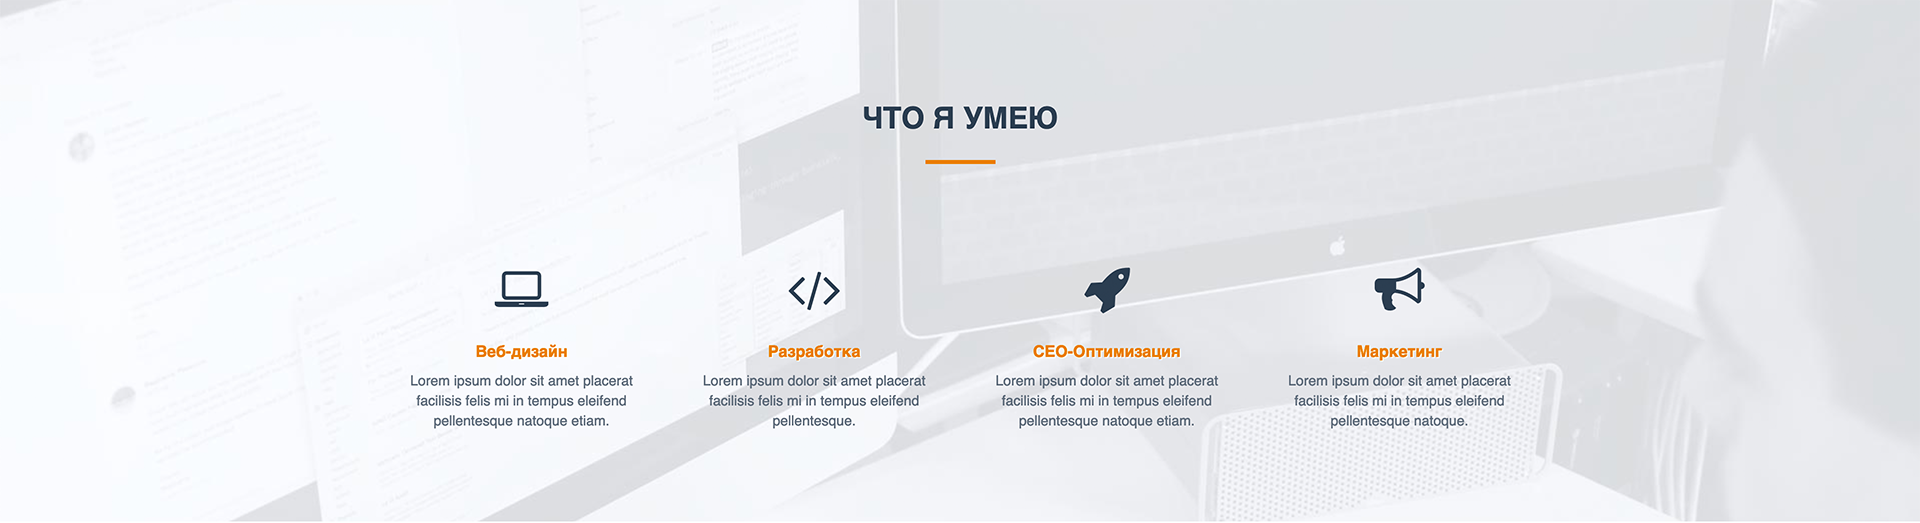 ЧТО Я УМЕЮ
Веб-дизайн
Lorem ipsum dolor sit amet placerat
facilisis felis mi in tempus eleifend
pellentesque natoque etiam.
Разработка
Lorem ipsum dolor sit amet placerat
facilisis felis mi in tempus eleifend
pellentesque.
СЕО-Оптимизация
Lorem ipsum dolor sit amet placerat
facilisis felis mi in tempus eleifend
pellentesque natoque etiam.
Маркетинг
Lorem ipsum dolor sit amet placerat
facilisis felis mi in tempus eleifend
pellentesque natoque.